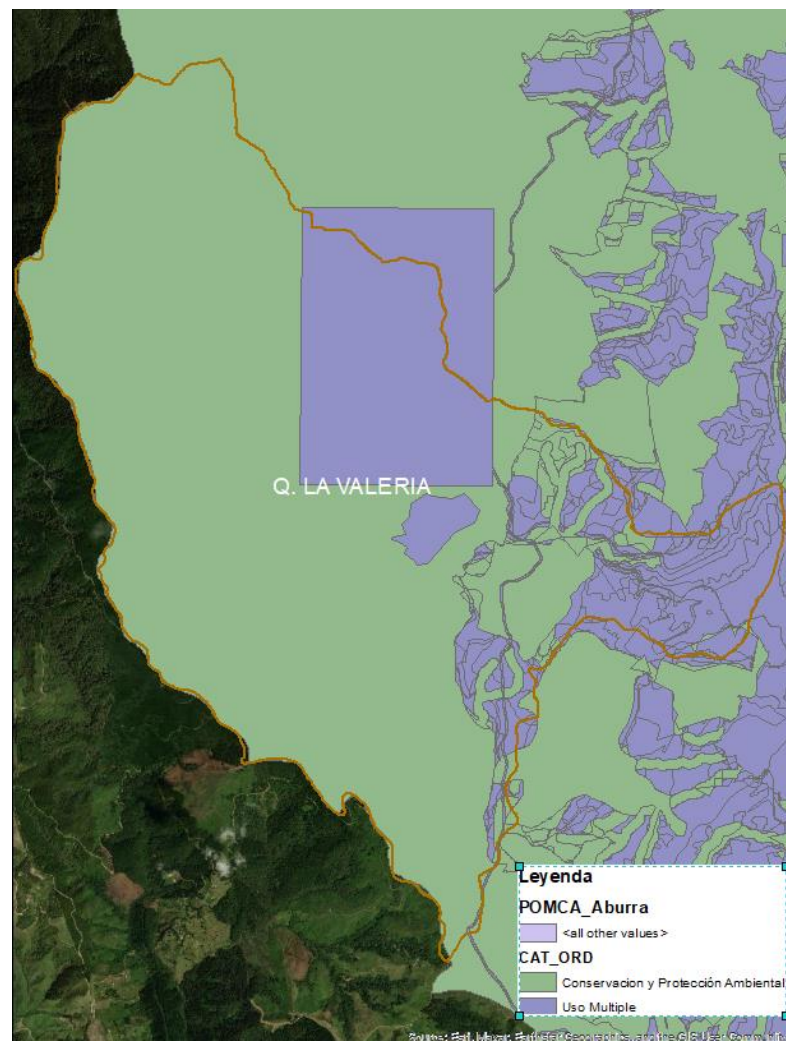 Q. LA VALERIA
Leyenda
POMCA_Aburra
<all other values>
CAT_ORD
Conservacion y Protección Ambiental
Uso Multiple